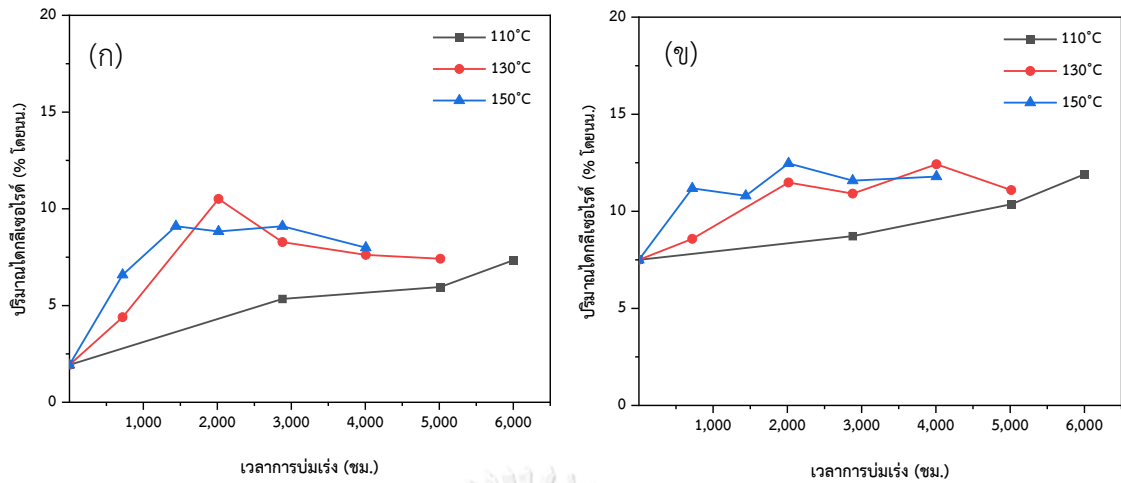 (ก)
110°C
130°C
150°C
20
15
10
5
0
ปริมาณไดกลีเซอไรด์ (% โดยนน.)
1,000 2,000 3,000 4,000 5,000 6,000
เวลาการบ่มเร่ง (ชม.)
(ข)
110°C
130°C
150°C
20
15
10
5
0
ปริมาณไดกลีเซอไรด์ (% โดยนน.)
1,000 2,000 3,000 4,000 5,000 6,000
เวลาการบ่มเร่ง (ชม.)